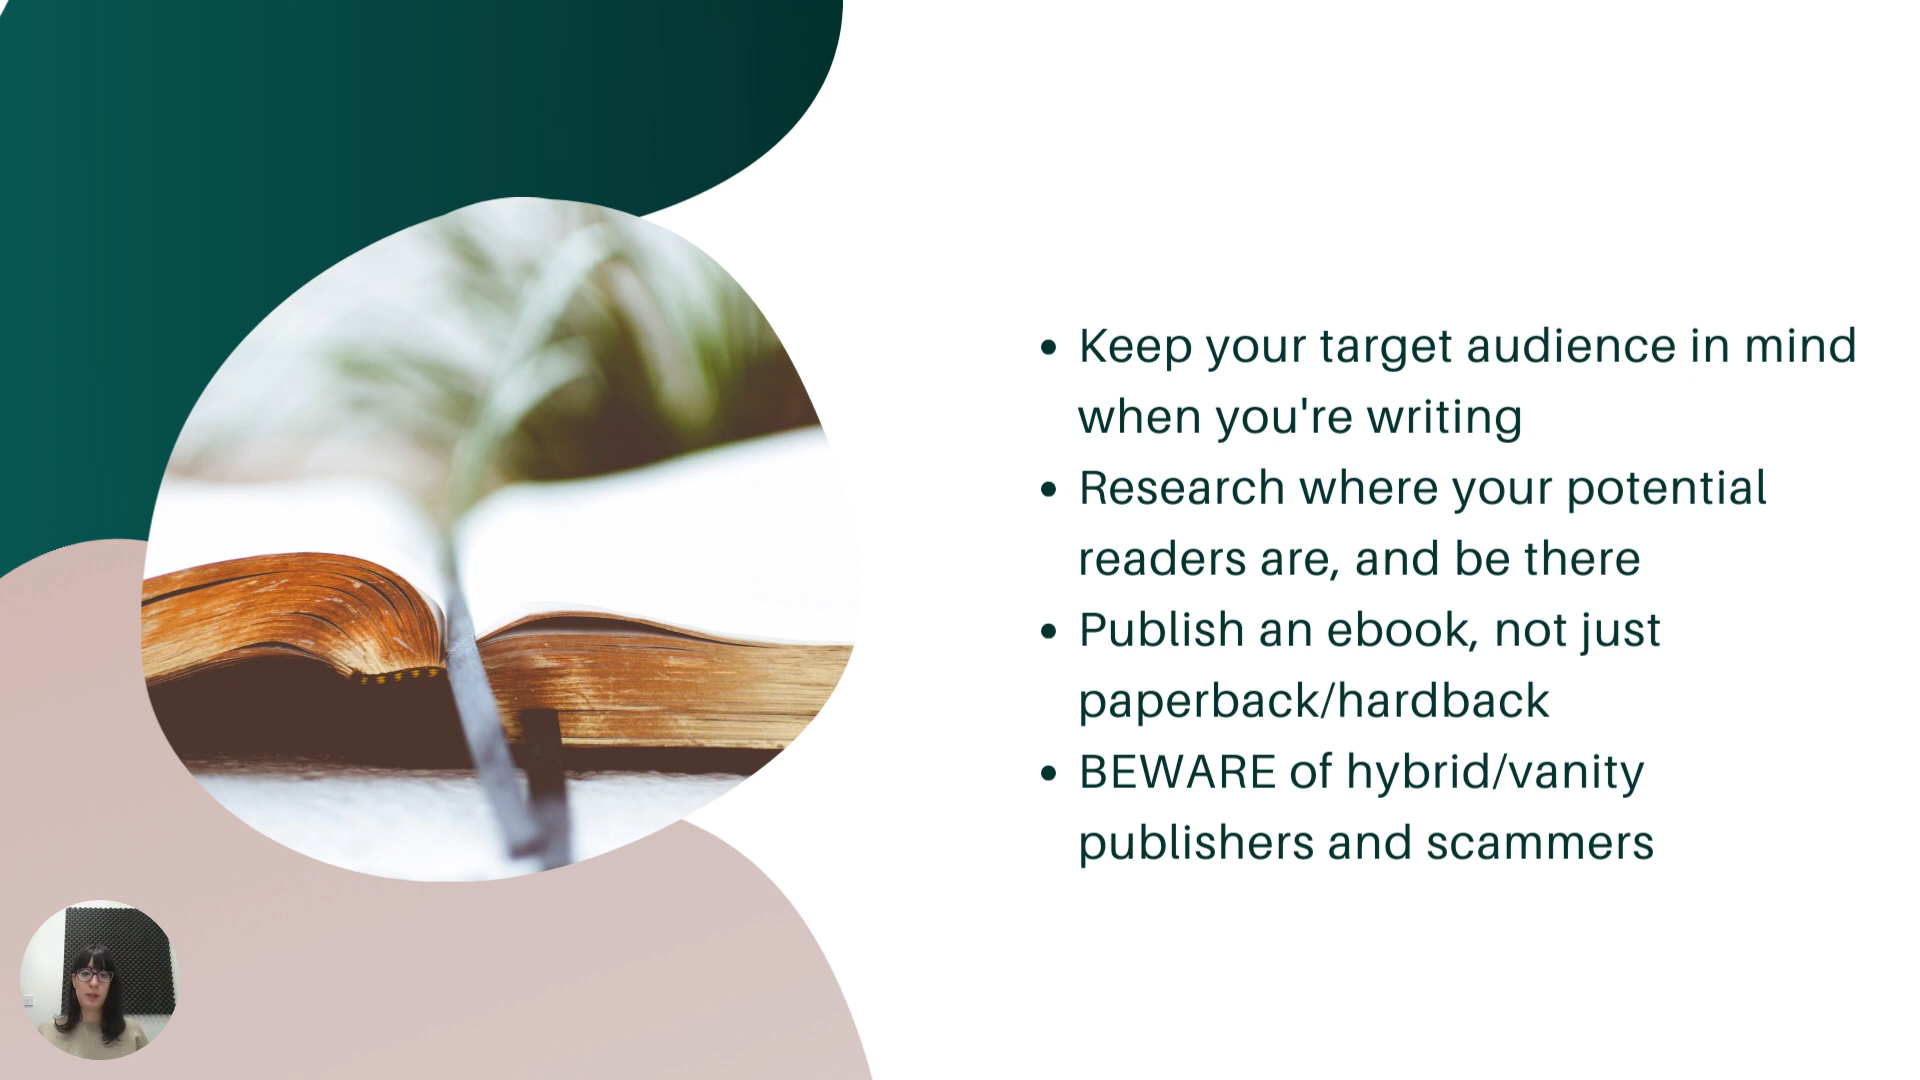 • Keep your target audience in mind
when you're writing
• Research where your potential
readers are, and be there
• Publish an ebook, not just
paperback/hardback
• BEWARE of hybrid/vanity
publishers and scammers